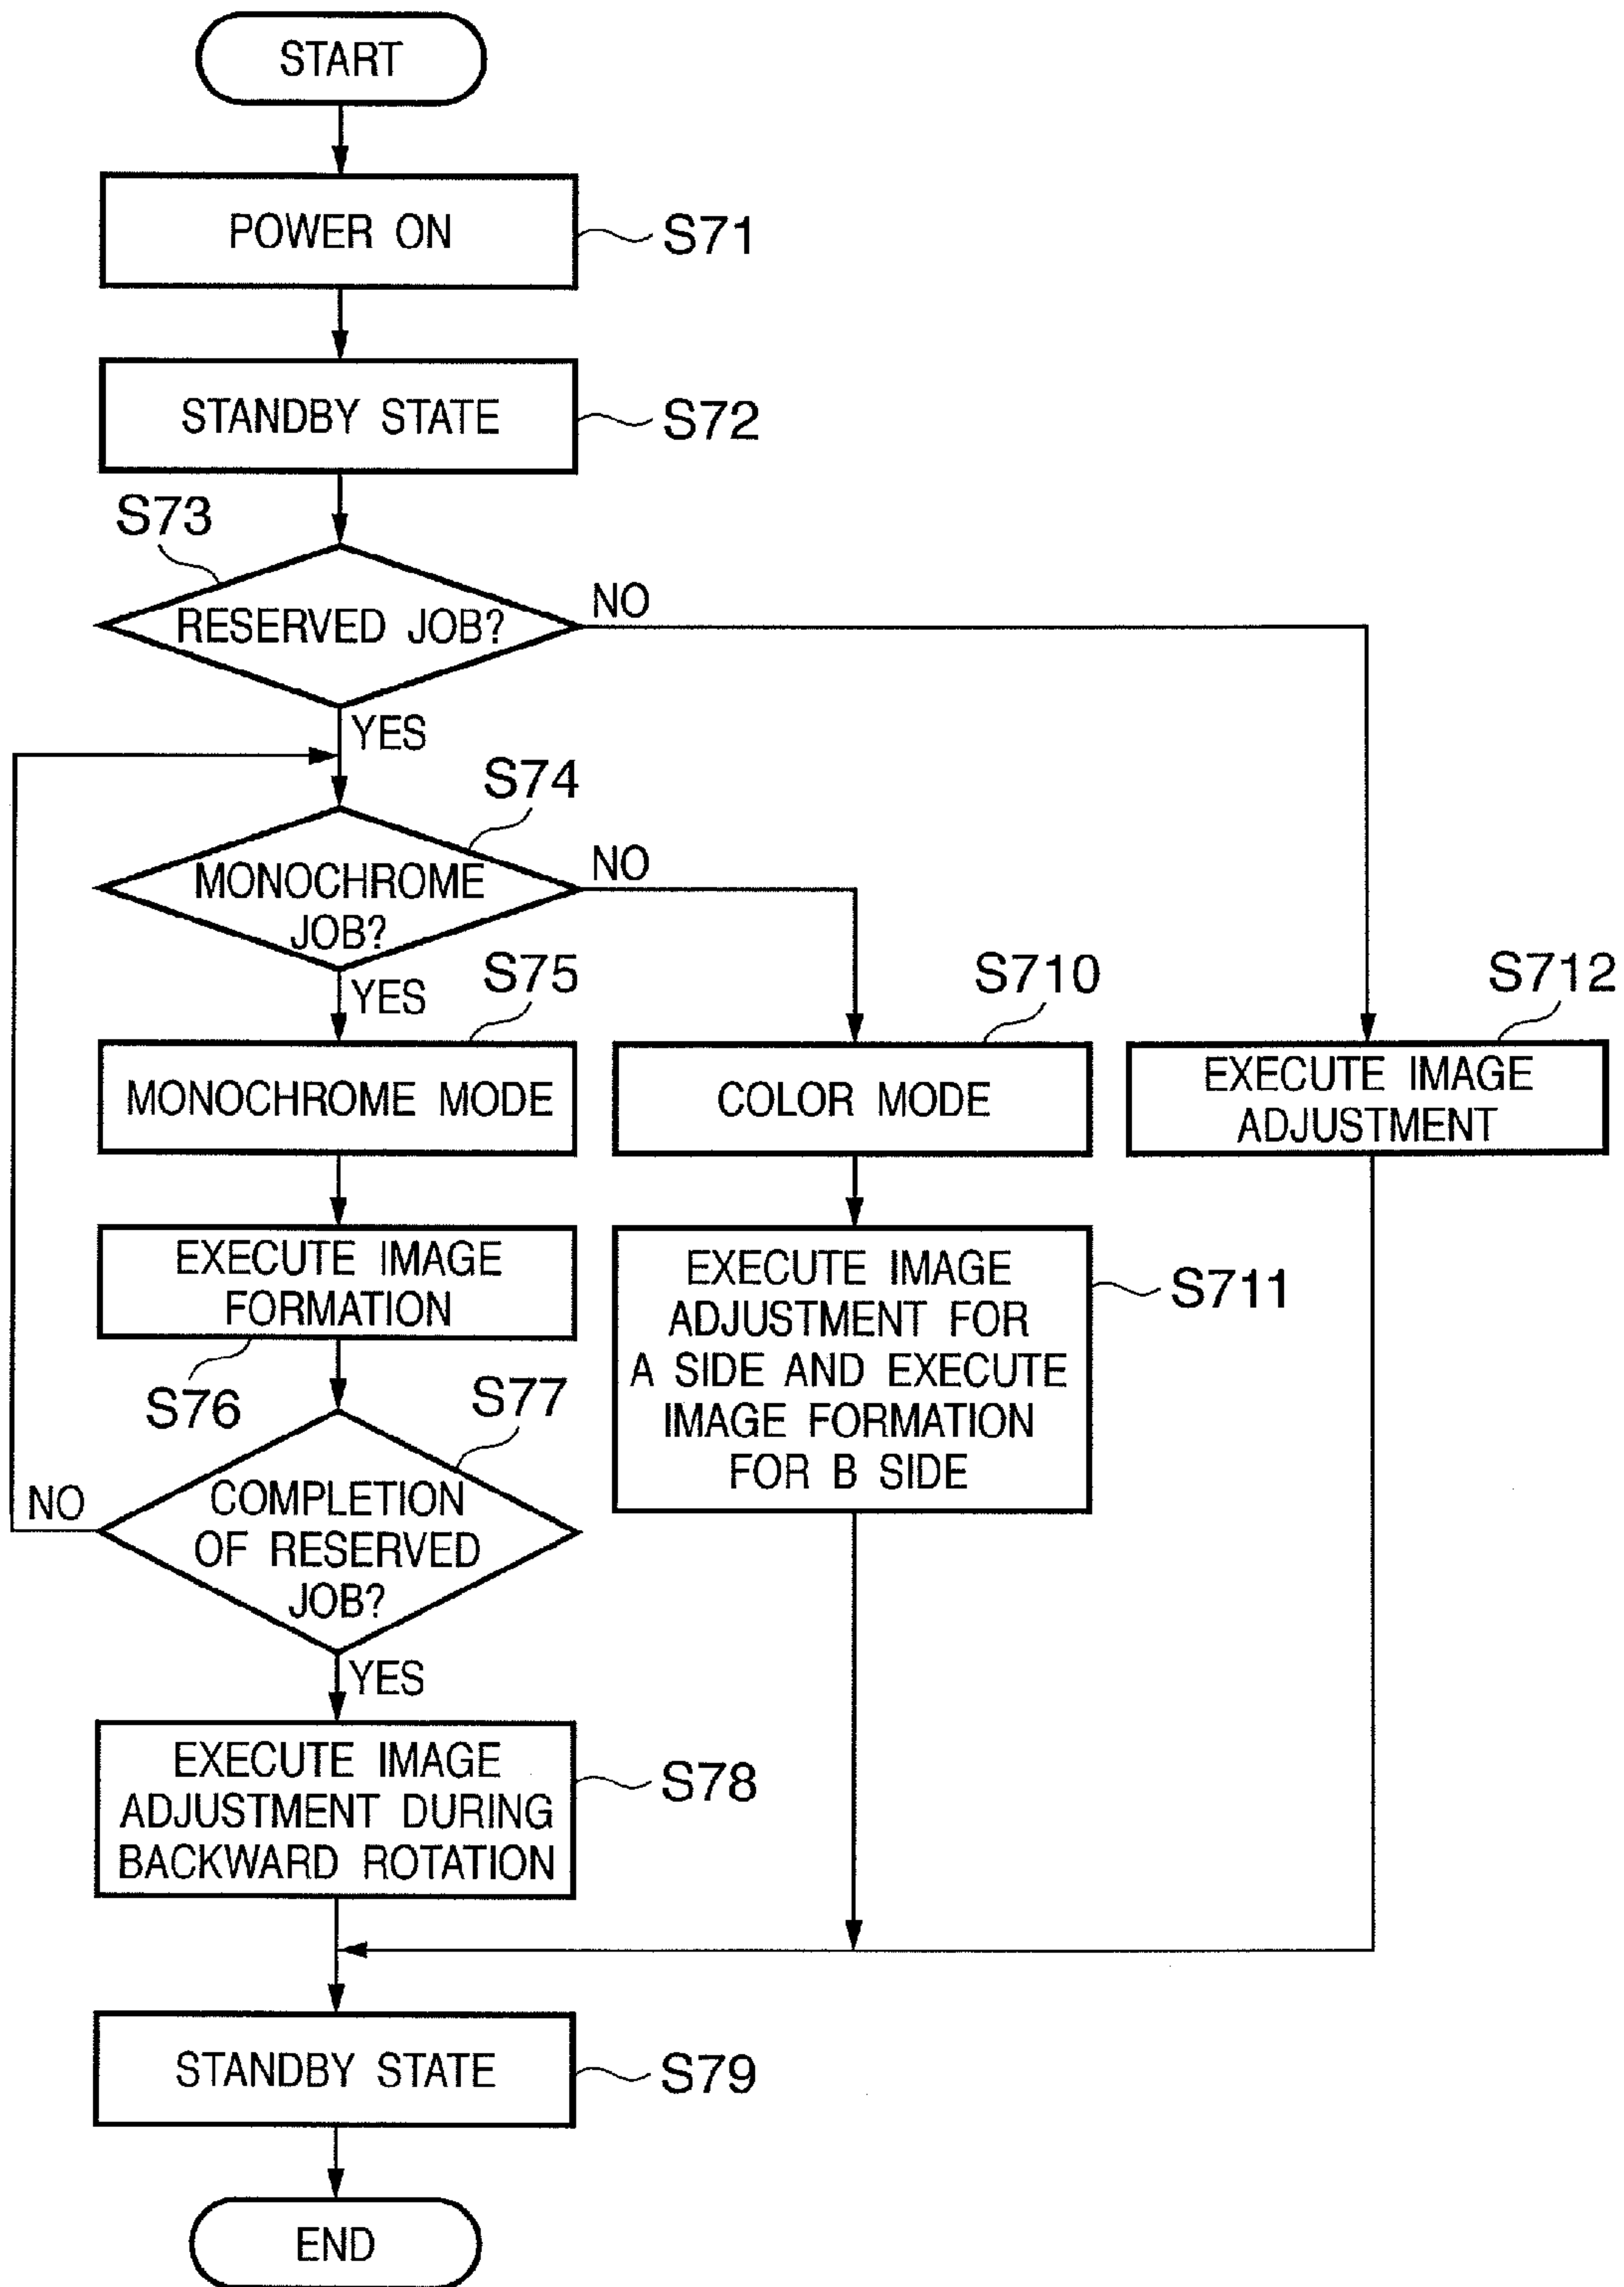 START
POWER ON
S71
STANDBY STATE
S72
S73
RESERVED JOB?
NO
YES
S74
MONOCHROME
JOB?
NO
YES
S75
MONOCHROME MODE
S710
COLOR MODE
S712
EXECUTE IMAGE
ADJUSTMENT
EXECUTE IMAGE
FORMATION
S76
EXECUTE IMAGE
ADJUSTMENT FOR
A SIDE AND EXECUTE
IMAGE FORMATION
FOR B SIDE
S711
S77
COMPLETION
OF RESERVED
JOB?
NO
YES
EXECUTE IMAGE
ADJUSTMENT DURING
BACKWARD ROTATION
S78
STANDBY STATE
S79
END